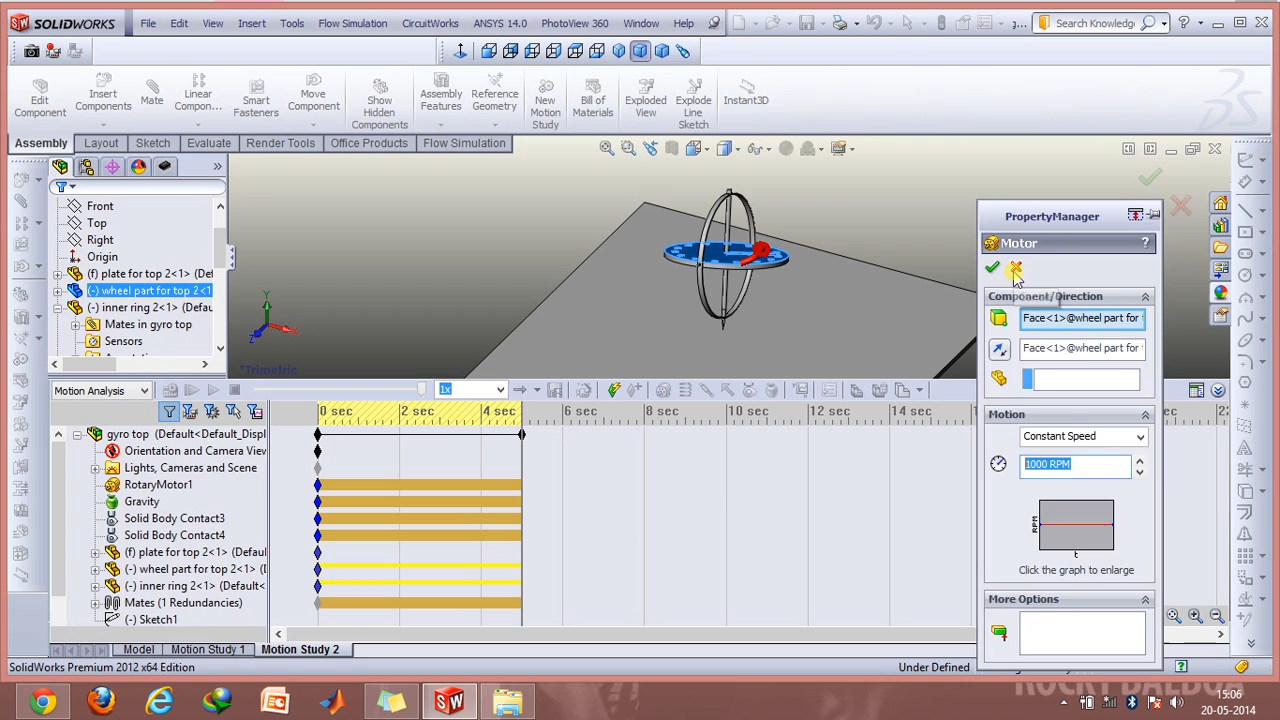 SOLIDWORKS
File Edit View Insert Tools Flow Simulation CircuitWorks ANSYS 14.0 PhotoView 360 Window Help
Search Knowledge
Edit Component
Insert Components
Mate
Linear Compon...
Smart Fasteners
Move Component
Show Hidden Components
Assembly Features
Reference Geometry
New Motion Study
Bill of Materials
Exploded View
Explode Line Sketch
Instant3D
Assembly Layout Sketch Evaluate Render Tools Office Products Flow Simulation
Front
Top
Right
Origin
(f) plate for top 2<1> (Def
(-) wheel part for top 2<1
(-) inner ring 2<1> (Defau
Mates in gyro top
Sensors
Y
*Trimetric
PropertyManager
Motor ?
Component/Direction
Face<1>@wheel part for
Face<1>@wheel part for
Motion
Constant Speed
1000 RPM
RPM
t
Click the graph to enlarge
More Options
Motion Analysis
1x
0 sec 2 sec 4 sec 6 sec 8 sec 10 sec 12 sec 14 sec
gyro top (Default<Default_Displ
Orientation and Camera View
Lights, Cameras and Scene
RotaryMotor1
Gravity
Solid Body Contact3
Solid Body Contact4
(f) plate for top 2<1> (Defau
(-) wheel part for top 2<1> (
(-) inner ring 2<1> (Default<
Mates (1 Redundancies)
(-) Sketch1
Model Motion Study 1 Motion Study 2
SolidWorks Premium 2012 x64 Edition
Under Defined
15:06
20-05-2014